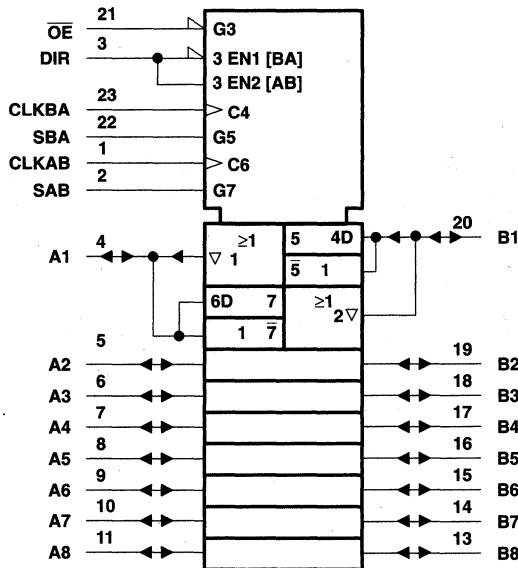 21
O̅E̅
G3
3
DIR
3 EN1 [BA]
3 EN2 [AB]
23
CLKBA
C4
22
SBA
G5
1
CLKAB
C6
2
SAB
G7
4
A1
≥1
▽ 1
5 4D
5̅ 1
20
B1
6D 7
1 7̅
≥1
2 ▽
5
A2
19
B2
6
A3
18
B3
7
A4
17
B4
8
A5
16
B5
9
A6
15
B6
10
A7
14
B7
11
A8
13
B8